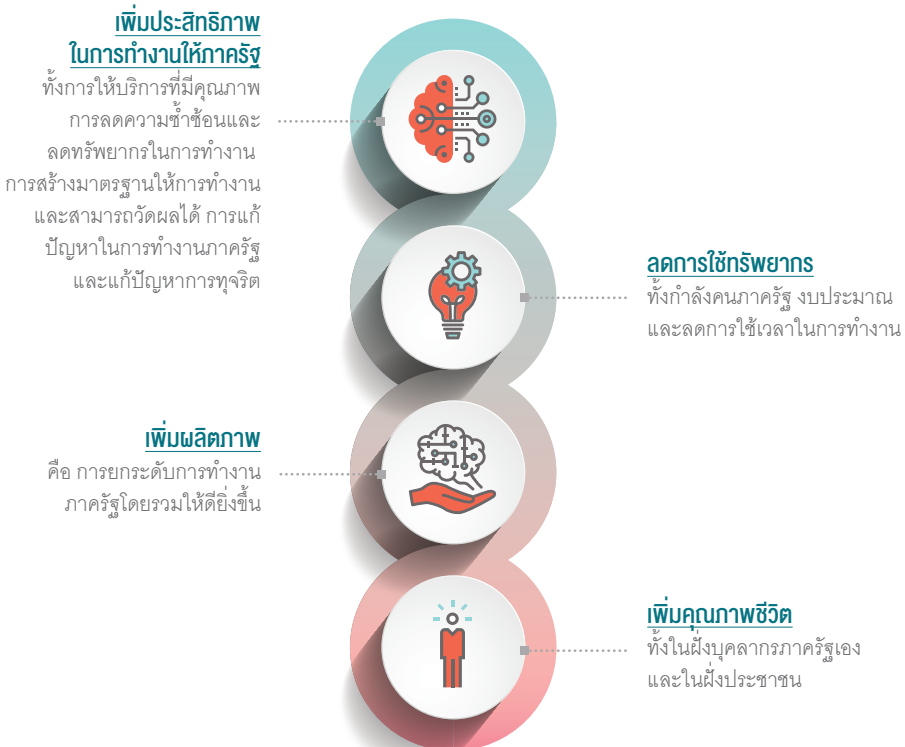 เพิ่มประสิทธิภาพ
ในการทำงานให้ภาครัฐ
ทั้งการให้บริการที่มีคุณภาพ
การลดความซ้ำซ้อนและ
ลดทรัพยากรในการทำงาน
การสร้างมาตรฐานให้การทำงาน
และสามารถวัดผลได้ การแก้
ปัญหาในการทำงานภาครัฐ
และแก้ปัญหาการทุจริต
ลดการใช้ทรัพยากร
ทั้งกำลังคนภาครัฐ งบประมาณ
และลดการใช้เวลาในการทำงาน
เพิ่มผลิตภาพ
คือ การยกระดับการทำงาน
ภาครัฐโดยรวมให้ดียิ่งขึ้น
เพิ่มคุณภาพชีวิต
ทั้งในฝั่งบุคลากรภาครัฐเอง
และในฝั่งประชาชน